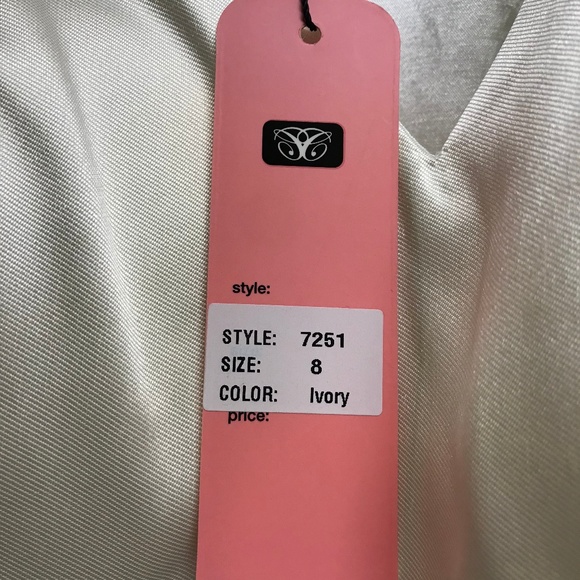 style:
STYLE: 7251
SIZE: 8
COLOR: Ivory
price: